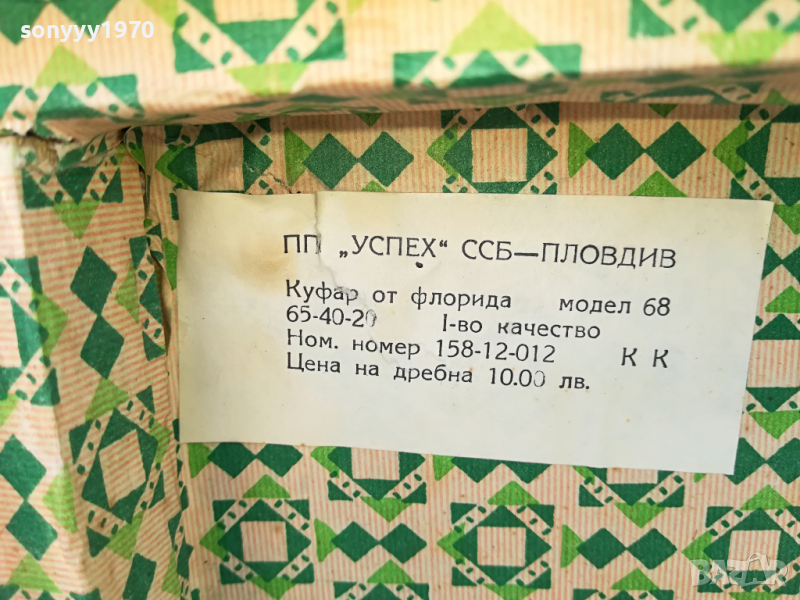 sonyyy1970
ПП „УСПЕХ“ ССБ—ПЛОВДИВ
Куфар от флорида модел 68
65-40-20 I-во качество
Ном. номер 158-12-012 К К
Цена на дребна 10.00 лв.
BAZAR